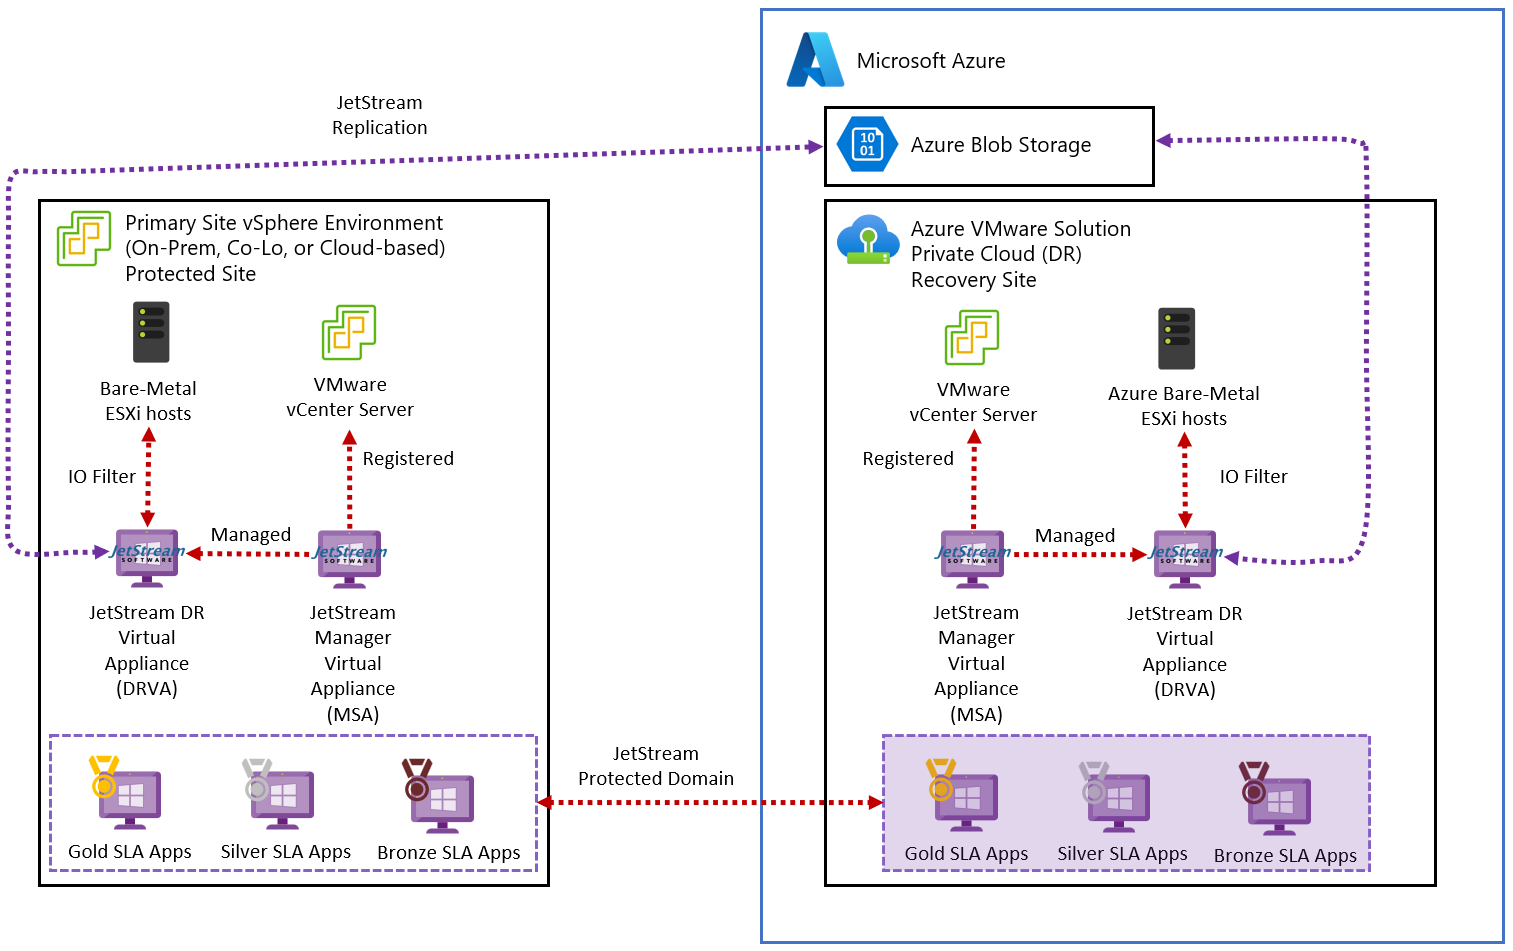 Microsoft Azure
JetStream
Replication
10
01
Azure Blob Storage
Primary Site vSphere Environment
(On-Prem, Co-Lo, or Cloud-based)
Protected Site
Azure VMware Solution
Private Cloud (DR)
Recovery Site
Bare-Metal
ESXi hosts
VMware
vCenter Server
VMware
vCenter Server
Azure Bare-Metal
ESXi hosts
IO Filter
Registered
Registered
IO Filter
Managed
Managed
JetStream
SOFTWARE
JetStream
SOFTWARE
JetStream
SOFTWARE
JetStream
SOFTWARE
JetStream DR
Virtual
Appliance
(DRVA)
JetStream
Manager
Virtual
Appliance
(MSA)
JetStream
Manager
Virtual
Appliance
(MSA)
JetStream DR
Virtual
Appliance
(DRVA)
JetStream
Protected Domain
Gold SLA Apps
Silver SLA Apps
Bronze SLA Apps
Gold SLA Apps
Silver SLA Apps
Bronze SLA Apps